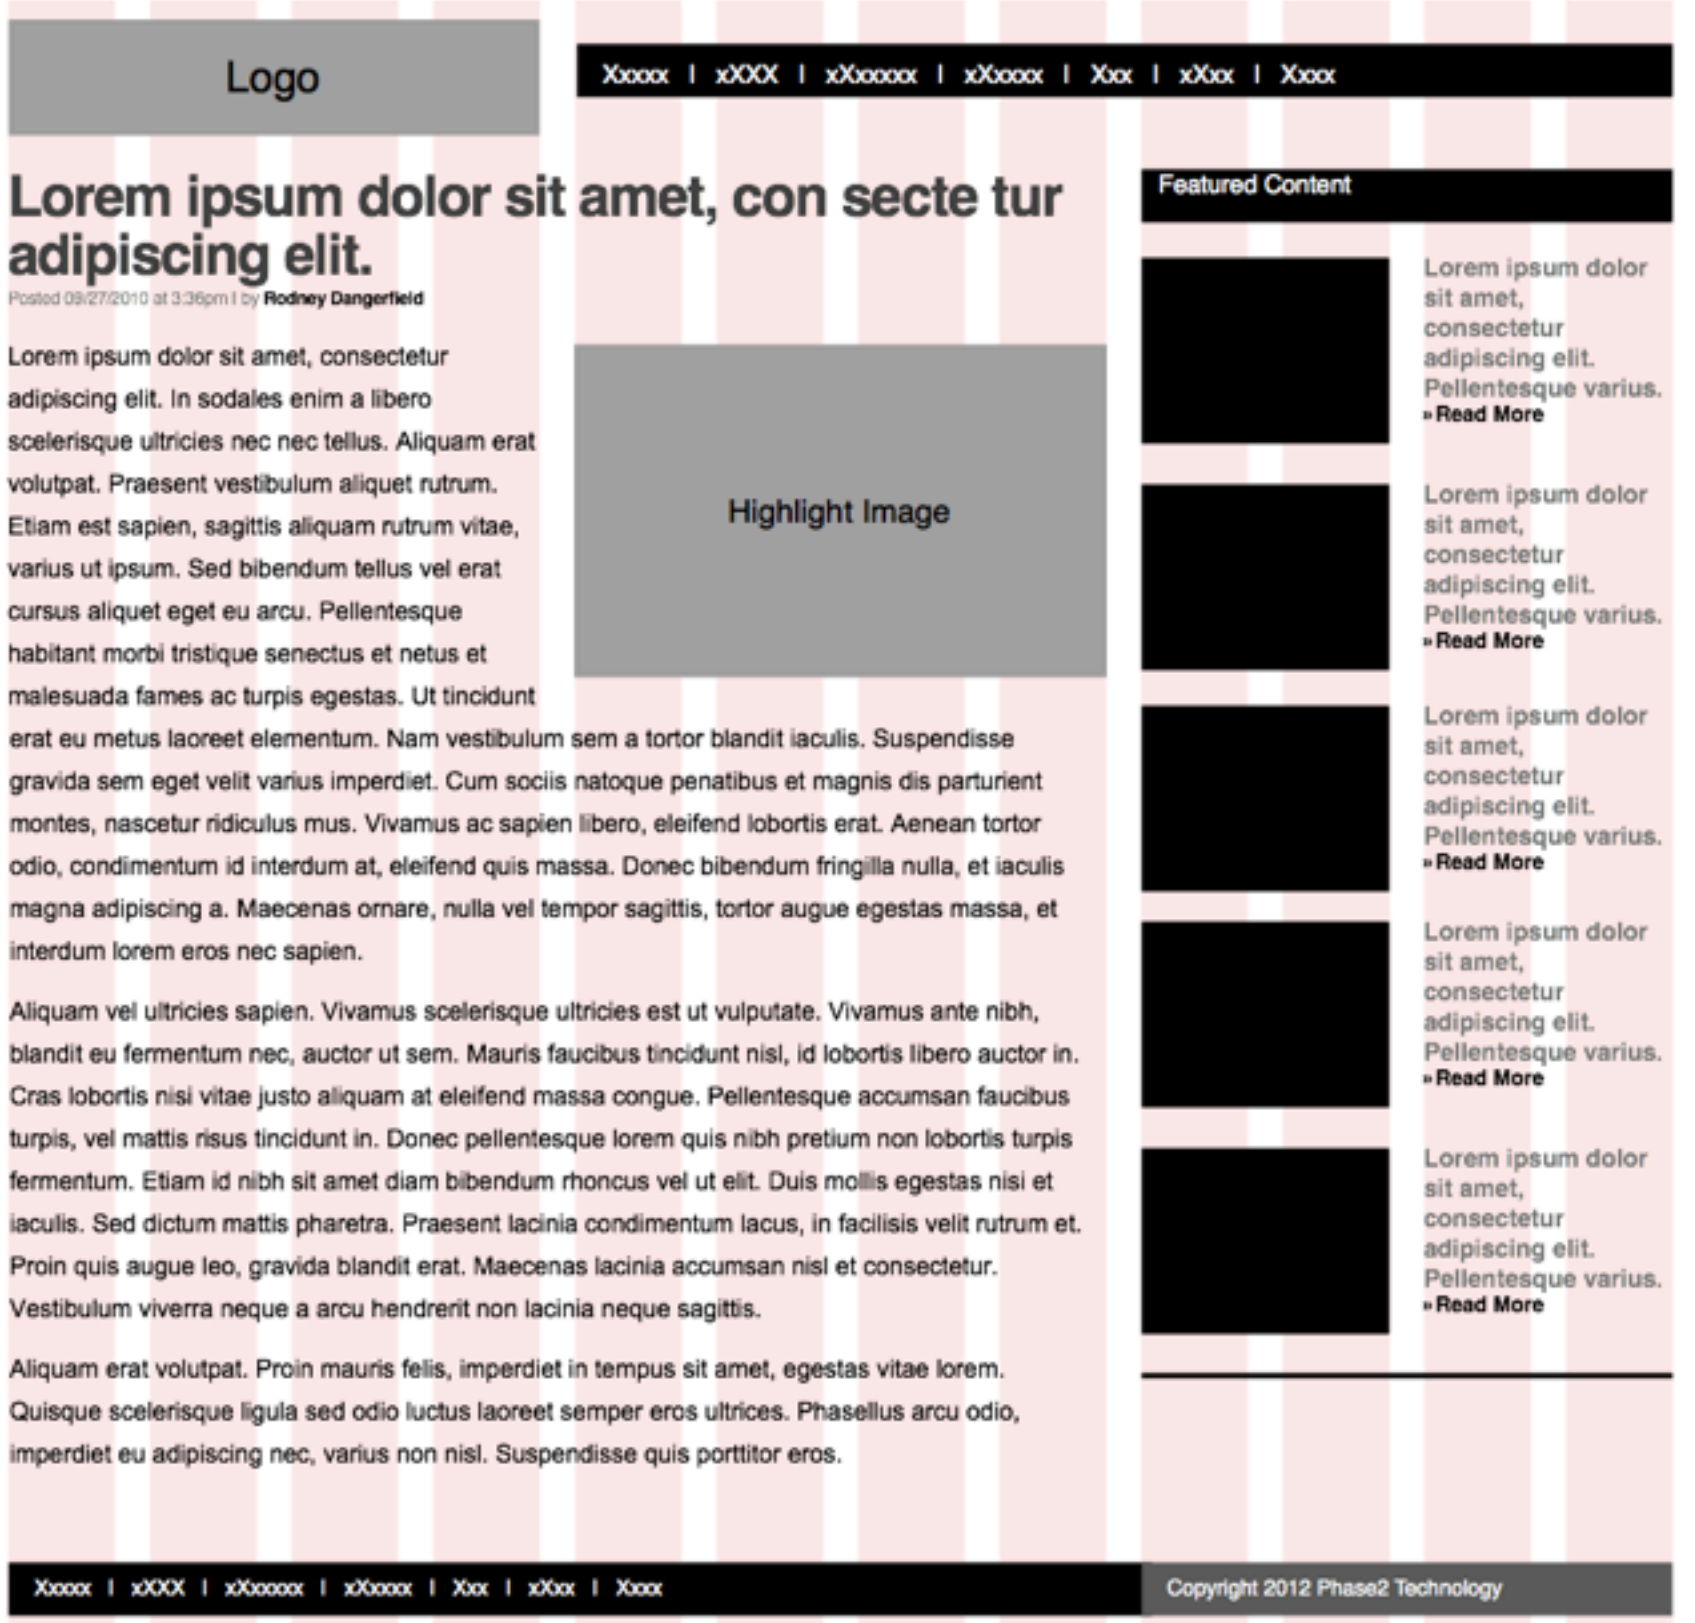 Logo
Xxxxx | xXXX | xXxxxxx | xXxxxx | Xxx | xXxx | Xxxx
Lorem ipsum dolor sit amet, con secte tur
adipiscing elit.
Posted 09/27/2010 at 3:36pm | by Rodney Dangerfield
Lorem ipsum dolor sit amet, consectetur
adipiscing elit. In sodales enim a libero
scelerisque ultricies nec nec tellus. Aliquam erat
volutpat. Praesent vestibulum aliquet rutrum.
Etiam est sapien, sagittis aliquam rutrum vitae,
varius ut ipsum. Sed bibendum tellus vel erat
cursus aliquet eget eu arcu. Pellentesque
habitant morbi tristique senectus et netus et
malesuada fames ac turpis egestas. Ut tincidunt
Highlight Image
erat eu metus laoreet elementum. Nam vestibulum sem a tortor blandit iaculis. Suspendisse
gravida sem eget velit varius imperdiet. Cum sociis natoque penatibus et magnis dis parturient
montes, nascetur ridiculus mus. Vivamus ac sapien libero, eleifend lobortis erat. Aenean tortor
odio, condimentum id interdum at, eleifend quis massa. Donec bibendum fringilla nulla, et iaculis
magna adipiscing a. Maecenas ornare, nulla vel tempor sagittis, tortor augue egestas massa, et
interdum lorem eros nec sapien.
Aliquam vel ultricies sapien. Vivamus scelerisque ultricies est ut vulputate. Vivamus ante nibh,
blandit eu fermentum nec, auctor ut sem. Mauris faucibus tincidunt nisl, id lobortis libero auctor in.
Cras lobortis nisi vitae justo aliquam at eleifend massa congue. Pellentesque accumsan faucibus
turpis, vel mattis risus tincidunt in. Donec pellentesque lorem quis nibh pretium non lobortis turpis
fermentum. Etiam id nibh sit amet diam bibendum rhoncus vel ut elit. Duis mollis egestas nisi et
iaculis. Sed dictum mattis pharetra. Praesent lacinia condimentum lacus, in facilisis velit rutrum et.
Proin quis augue leo, gravida blandit erat. Maecenas lacinia accumsan nisl et consectetur.
Vestibulum viverra neque a arcu hendrerit non lacinia neque sagittis.
Aliquam erat volutpat. Proin mauris felis, imperdiet in tempus sit amet, egestas vitae lorem.
Quisque scelerisque ligula sed odio luctus laoreet semper eros ultrices. Phasellus arcu odio,
imperdiet eu adipiscing nec, varius non nisl. Suspendisse quis porttitor eros.
Featured Content
Lorem ipsum dolor
sit amet,
consectetur
adipiscing elit.
Pellentesque varius.
» Read More
Lorem ipsum dolor
sit amet,
consectetur
adipiscing elit.
Pellentesque varius.
» Read More
Lorem ipsum dolor
sit amet,
consectetur
adipiscing elit.
Pellentesque varius.
» Read More
Lorem ipsum dolor
sit amet,
consectetur
adipiscing elit.
Pellentesque varius.
» Read More
Lorem ipsum dolor
sit amet,
consectetur
adipiscing elit.
Pellentesque varius.
» Read More
Xxxxx | xXXX | xXxxxxx | xXxxxx | Xxx | xXxx | Xxxx
Copyright 2012 Phase2 Technology